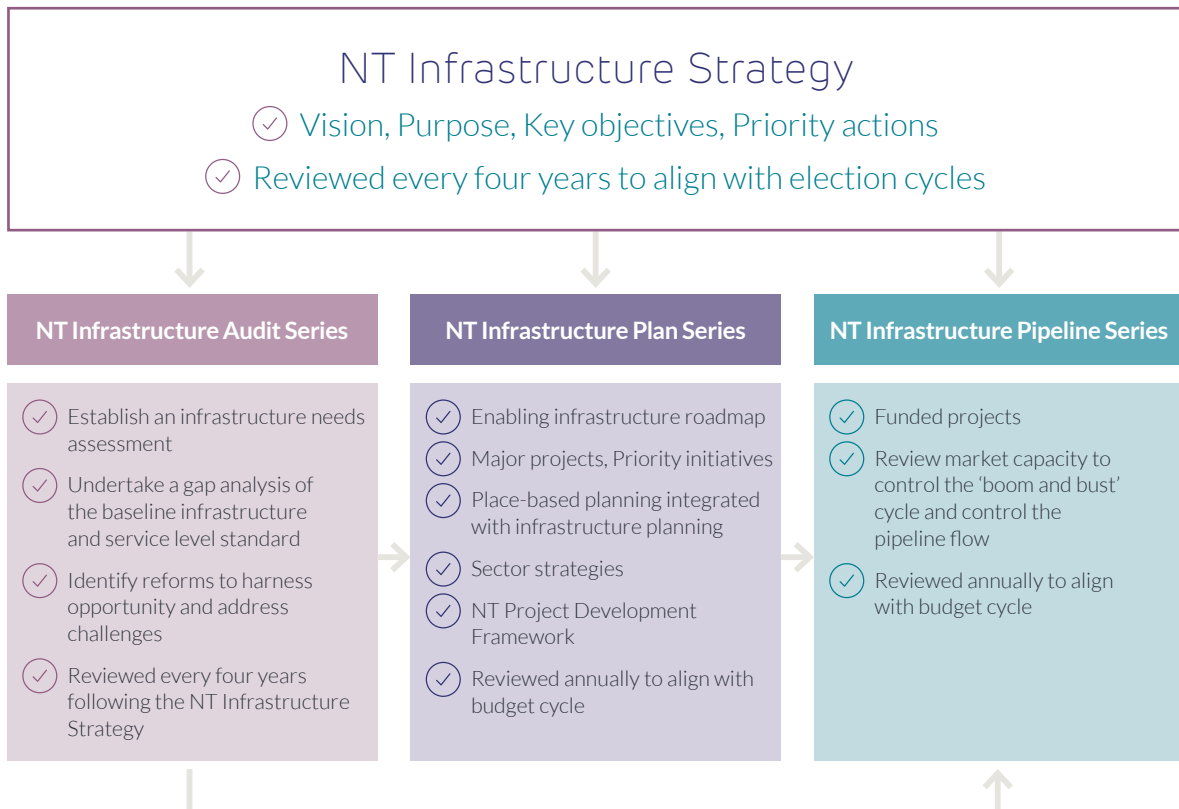 NT Infrastructure Strategy
Vision, Purpose, Key objectives, Priority actions
Reviewed every four years to align with election cycles
NT Infrastructure Audit Series
Establish an infrastructure needs
assessment
Undertake a gap analysis of
the baseline infrastructure
and service level standard
Identify reforms to harness
opportunity and address
challenges
Reviewed every four years
following the NT Infrastructure
Strategy
NT Infrastructure Plan Series
Enabling infrastructure roadmap
Major projects, Priority initiatives
Place-based planning integrated
with infrastructure planning
Sector strategies
NT Project Development
Framework
Reviewed annually to align with
budget cycle
NT Infrastructure Pipeline Series
Funded projects
Review market capacity to
control the ‘boom and bust’
cycle and control the
pipeline flow
Reviewed annually to align
with budget cycle